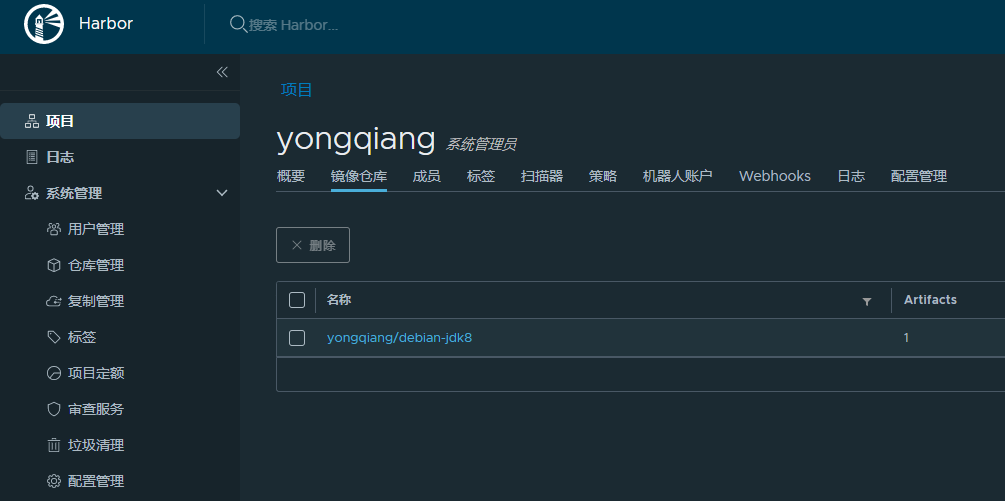 Harbor
搜索 Harbor...
项目
日志
系统管理
用户管理
仓库管理
复制管理
标签
项目定额
审查服务
垃圾清理
配置管理
项目
yongqiang 系统管理员
概要 镜像仓库 成员 标签 扫描器 策略 机器人账户 Webhooks 日志 配置管理
删除
名称 Artifacts
yongqiang/debian-jdk8 1